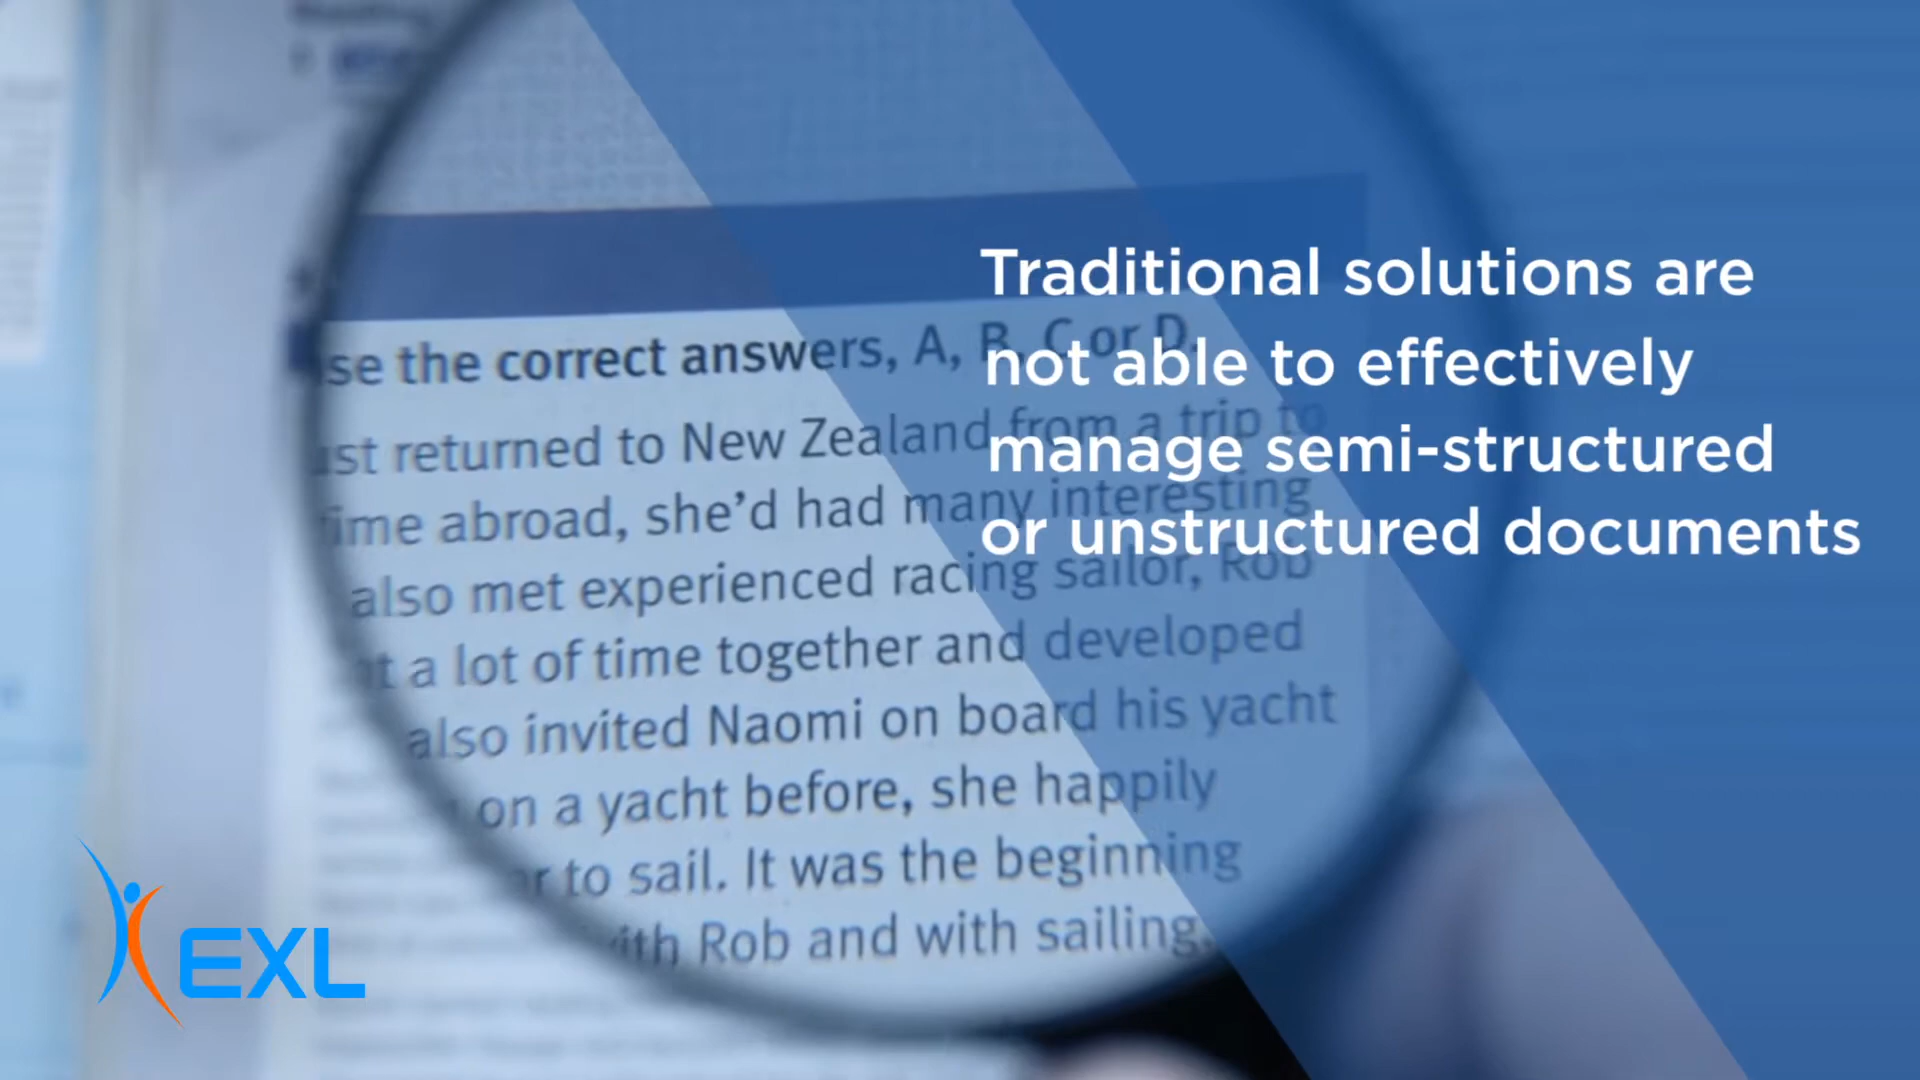 Traditional solutions are
not able to effectively
manage semi-structured
or unstructured documents
se the correct answers, A, B, C or D.
returned to New Zealand from a trip to
abroad, she'd had many interesting
also met experienced racing sailor, Rob
a lot of time together and developed
also invited Naomi on board his yacht
on a yacht before, she happily
to sail. It was the beginning
with Rob and with sailing.
EXL